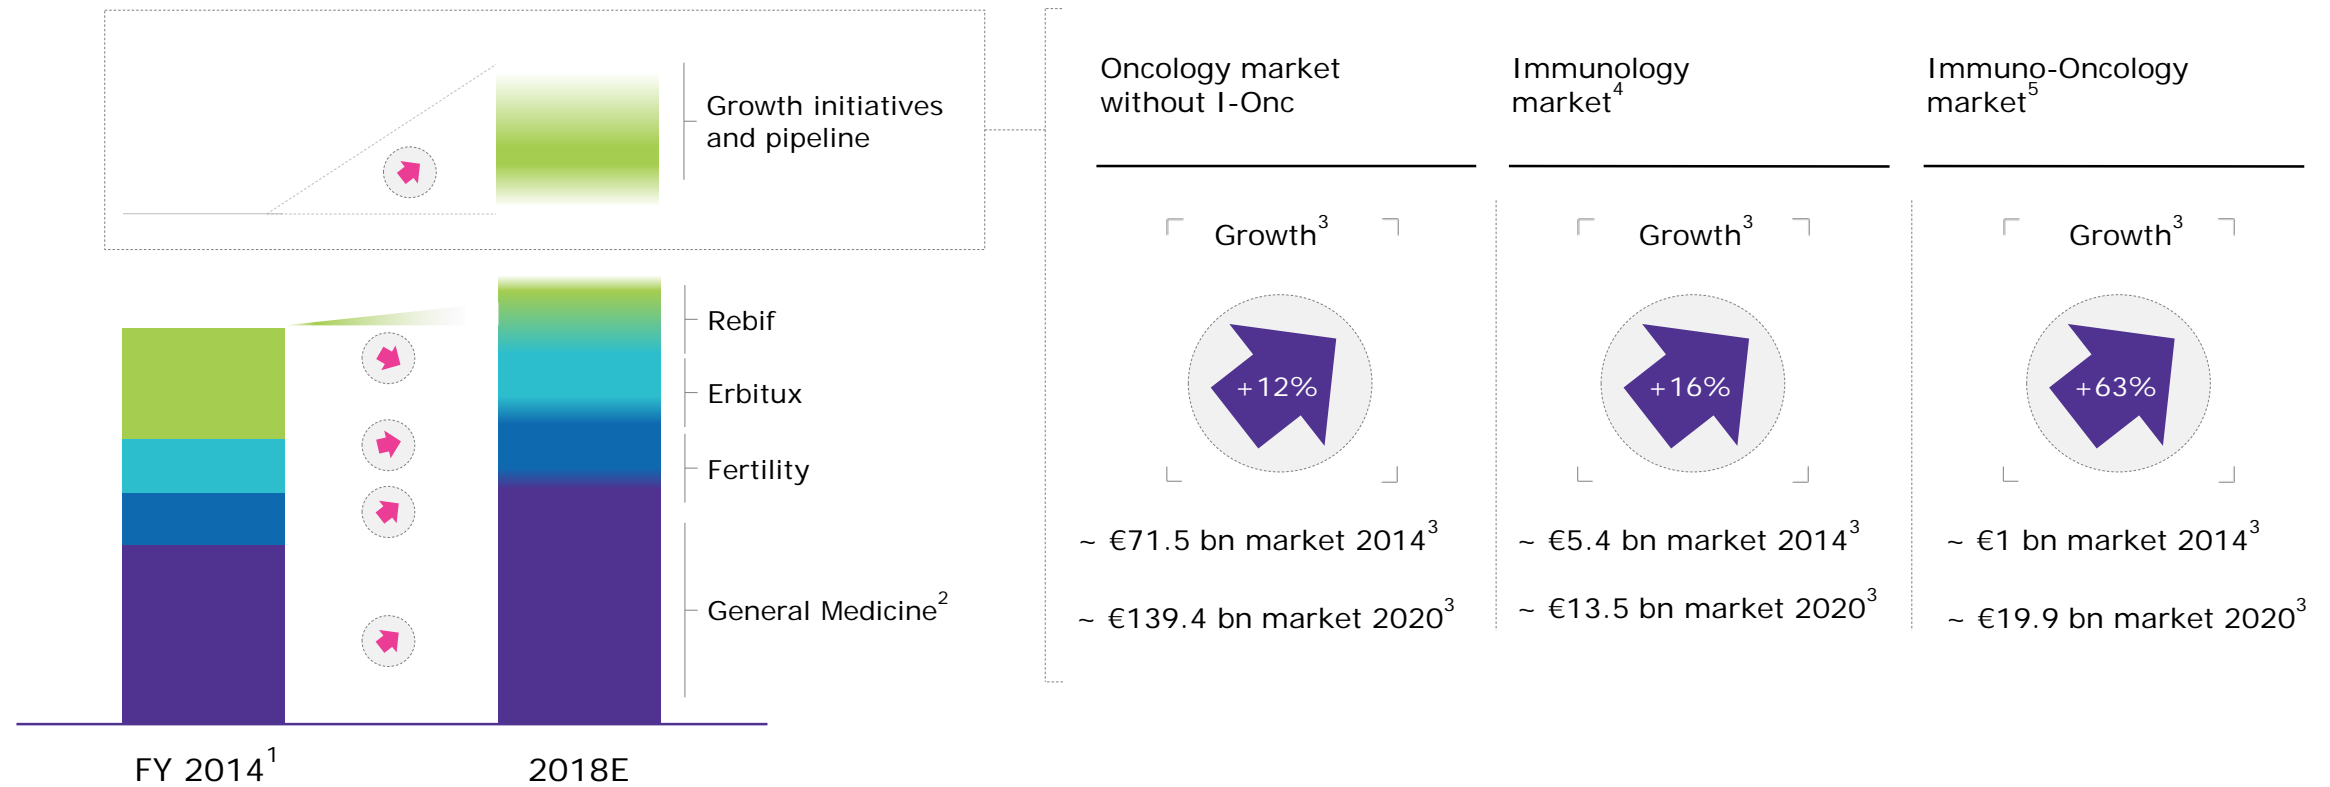 Growth initiatives
and pipeline
Rebif
Erbitux
Fertility
General Medicine2
FY 20141
2018E
Oncology market
without I-Onc
Growth3
+12%
~ €71.5 bn market 20143
~ €139.4 bn market 20203
Immunology
market4
Growth3
+16%
~ €5.4 bn market 20143
~ €13.5 bn market 20203
Immuno-Oncology
market5
Growth3
+63%
~ €1 bn market 20143
~ €19.9 bn market 20203